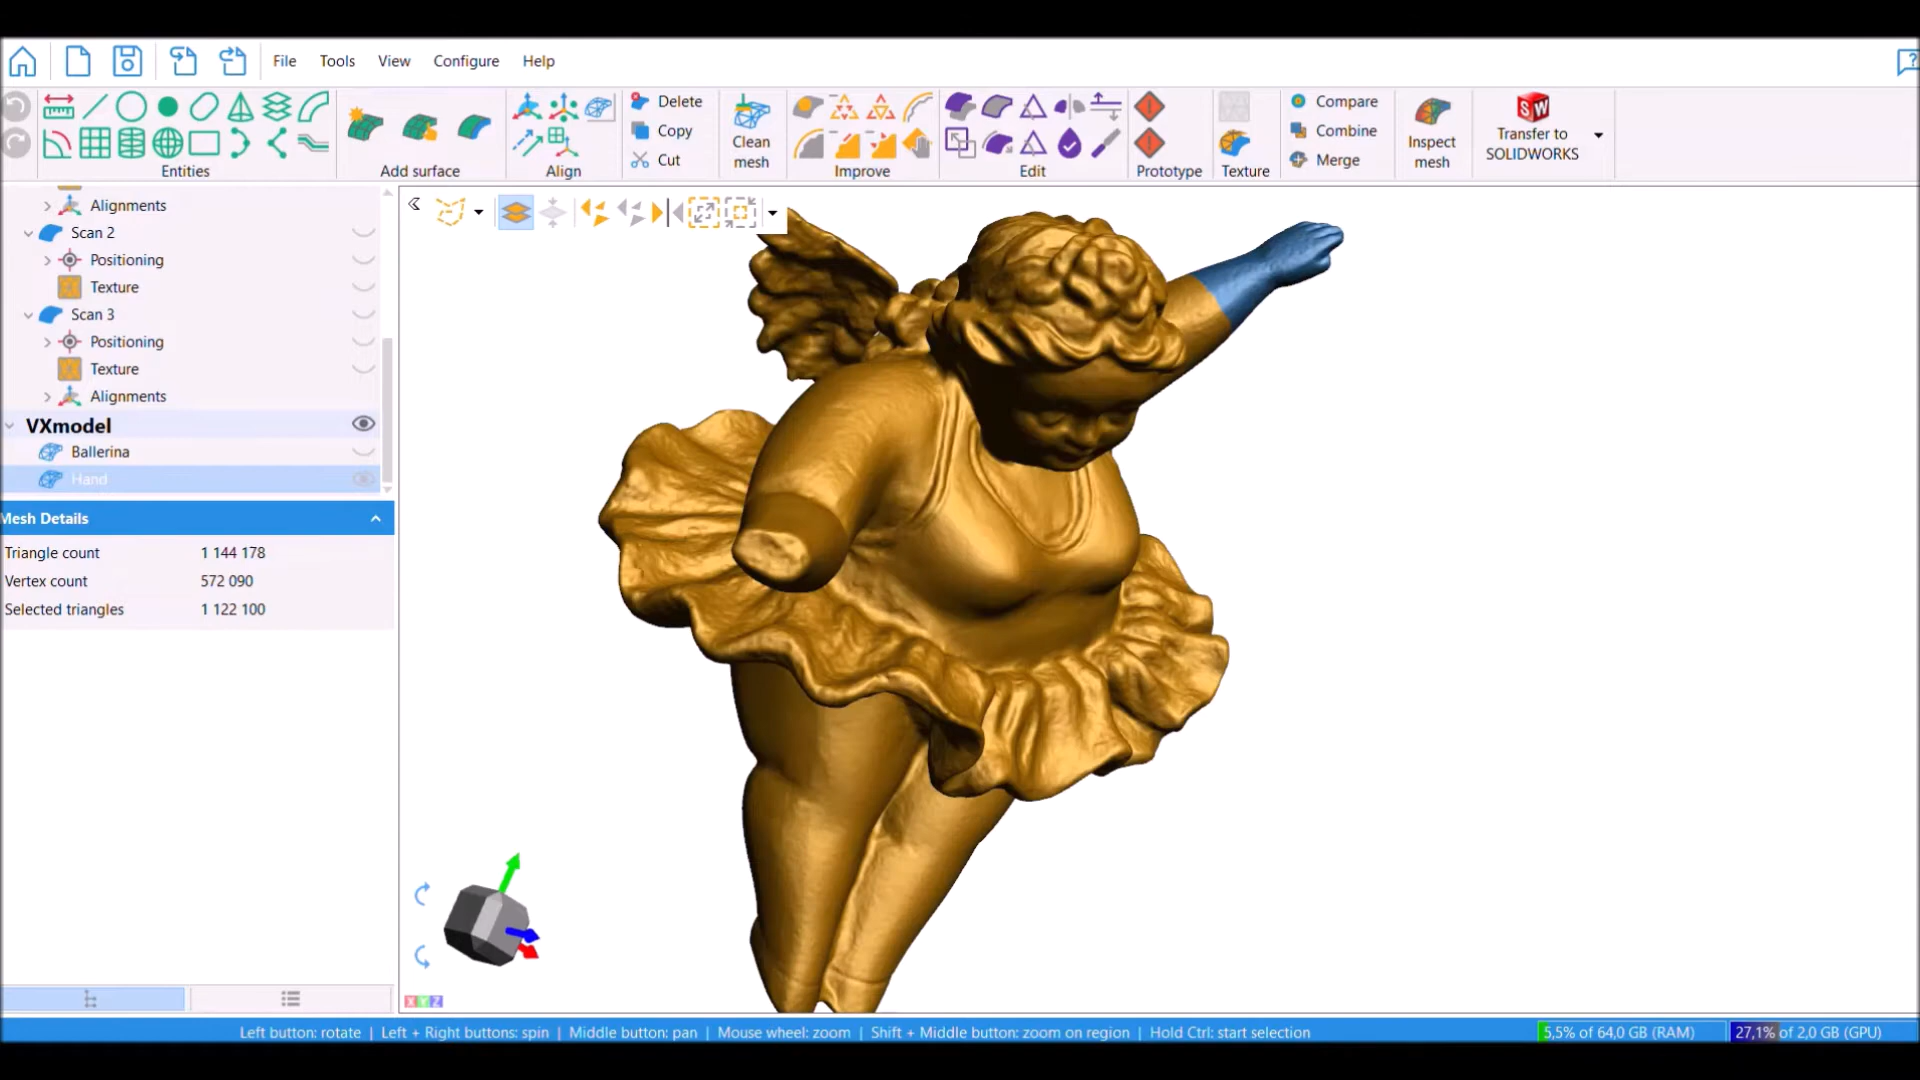 File Tools View Configure Help
Entities
Add surface
Align
Delete
Copy
Cut
Clean
mesh
Improve
Edit
Prototype
Texture
Compare
Combine
Merge
Inspect
mesh
SW
Transfer to
SOLIDWORKS
Alignments
Scan 2
Positioning
Texture
Scan 3
Positioning
Texture
Alignments
VXmodel
Ballerina
Hand
Mesh Details
Triangle count 1 144 178
Vertex count 572 090
Selected triangles 1 122 100
X Y Z
Left button: rotate | Left + Right buttons: spin | Middle button: pan | Mouse wheel: zoom | Shift + Middle button: zoom on region | Hold Ctrl: start selection
5,5% of 64,0 GB (RAM) 27,1% of 2,0 GB (GPU)